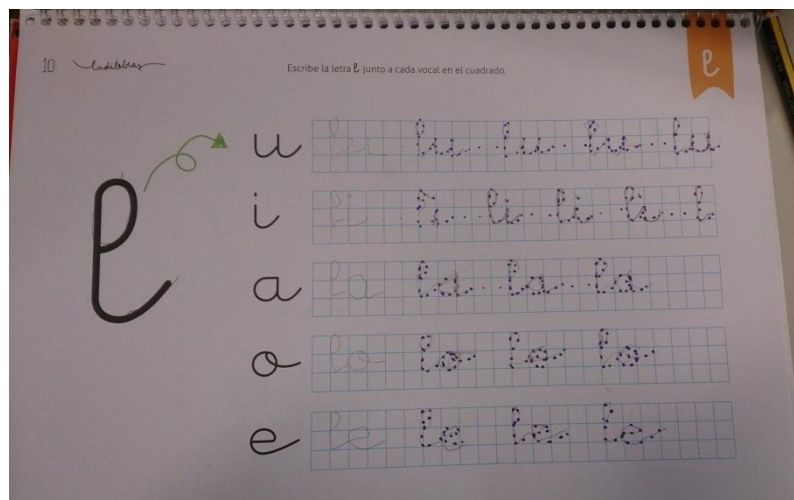 10 Ludiletras Escribe la letra l junto a cada vocal en el cuadrado. l
l
u lu lu lu lu lu
i li li li li li l
a la la la la
o lo lo lo lo
e le le le le